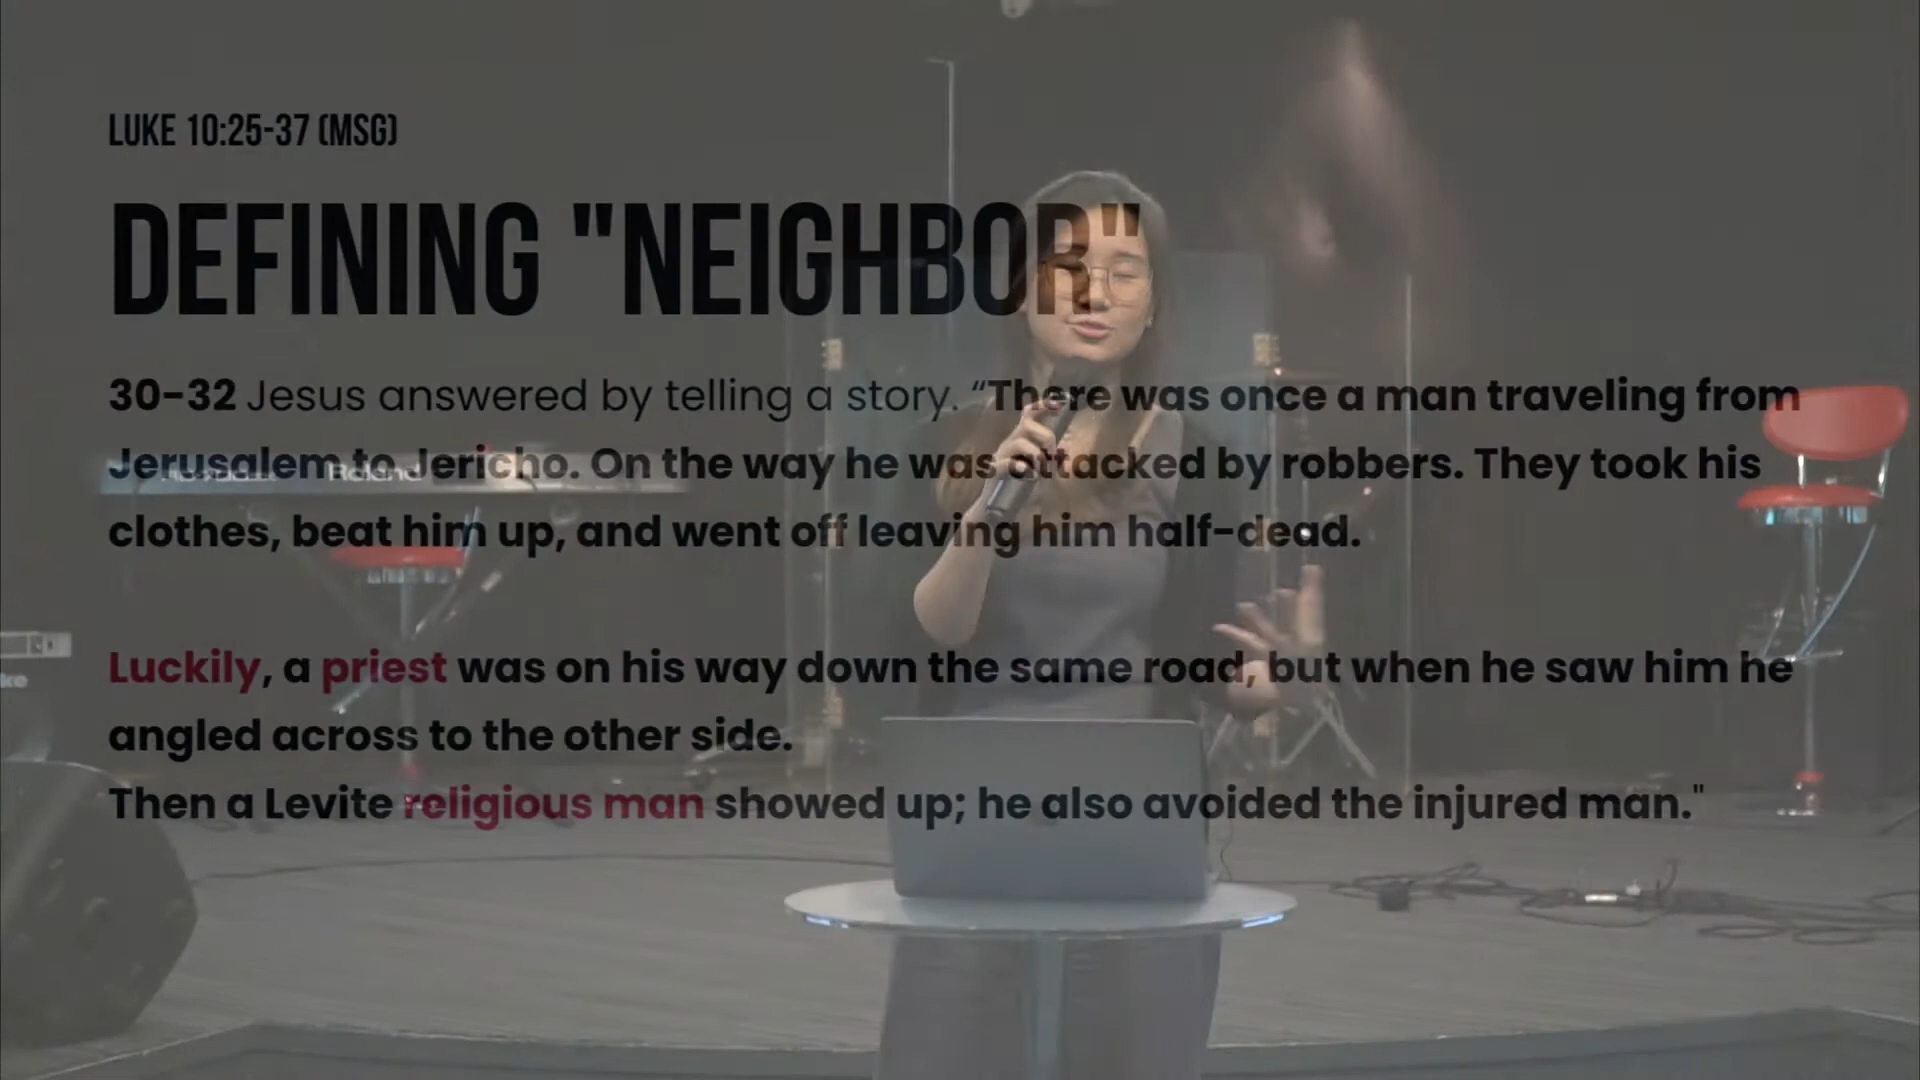 LUKE 10:25-37 (MSG)
DEFINING "NEIGHBOR"
30-32 Jesus answered by telling a story. “There was once a man traveling from
Jerusalem to Jericho. On the way he was attacked by robbers. They took his
clothes, beat him up, and went off leaving him half-dead.
Roland
Luckily, a priest was on his way down the same road, but when he saw him he
angled across to the other side.
Then a Levite religious man showed up; he also avoided the injured man."